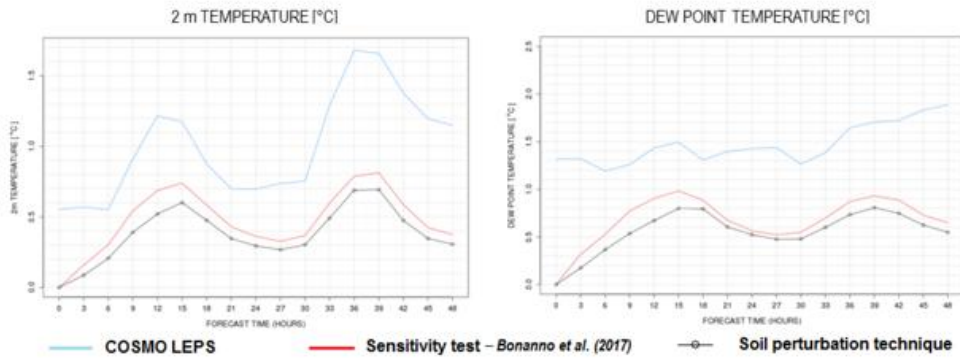 2 m TEMPERATURE [°C]
DEW POINT TEMPERATURE [°C]
2m TEMPERATURE [°C]
0.0 0.5 1.0 1.5
0 3 6 9 12 15 18 21 24 27 30 33 36 39 42 45 48
FORECAST TIME (HOURS)
DEW POINT TEMPERATURE [°C]
0.0 0.5 1.0 1.5 2.0 2.5
0 3 6 9 12 15 18 21 24 27 30 33 36 39 42 45 48
FORECAST TIME (HOURS)
COSMO LEPS
Sensitivity test – Bonanno et al. (2017)
Soil perturbation technique